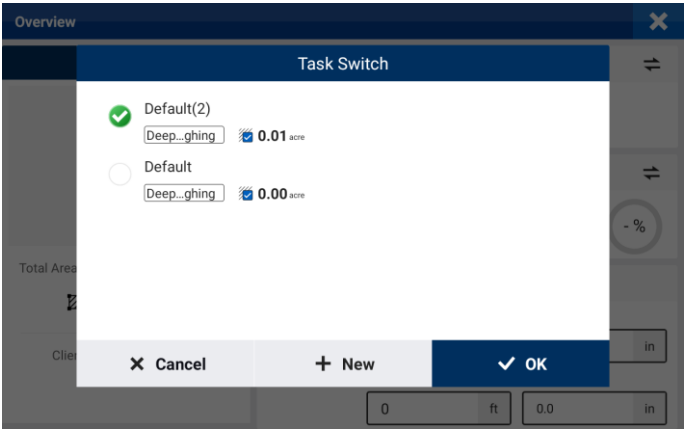 Overview
Task Switch
Default(2)
Deep...ghing 0.01 acre
Default
Deep...ghing 0.00 acre
- %
Total Area
Clie
in
Cancel
New
OK
0 ft 0.0 in